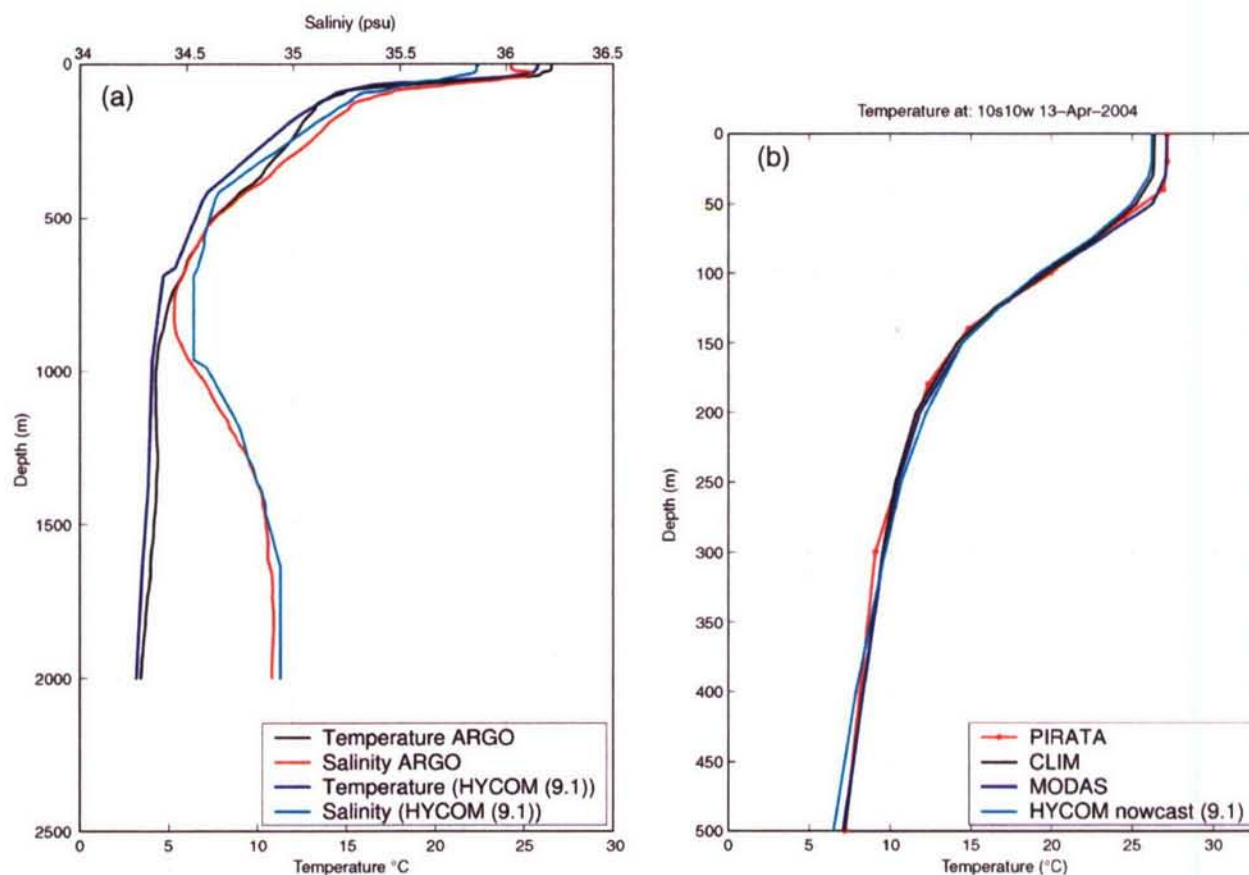 Saliniy (psu)
34
34.5
35
35.5
36
36.5
0
500
1000
1500
2000
2500
Depth (m)
(a)
Temperature ARGO
Salinity ARGO
Temperature (HYCOM (9.1))
Salinity (HYCOM (9.1))
0
5
10
15
20
25
30
Temperature °C
Temperature at: 10s10w 13-Apr-2004
0
50
100
150
200
250
300
350
400
450
500
Depth (m)
(b)
PIRATA
CLIM
MODAS
HYCOM nowcast (9.1)
0
5
10
15
20
25
30
Temperature (°C)